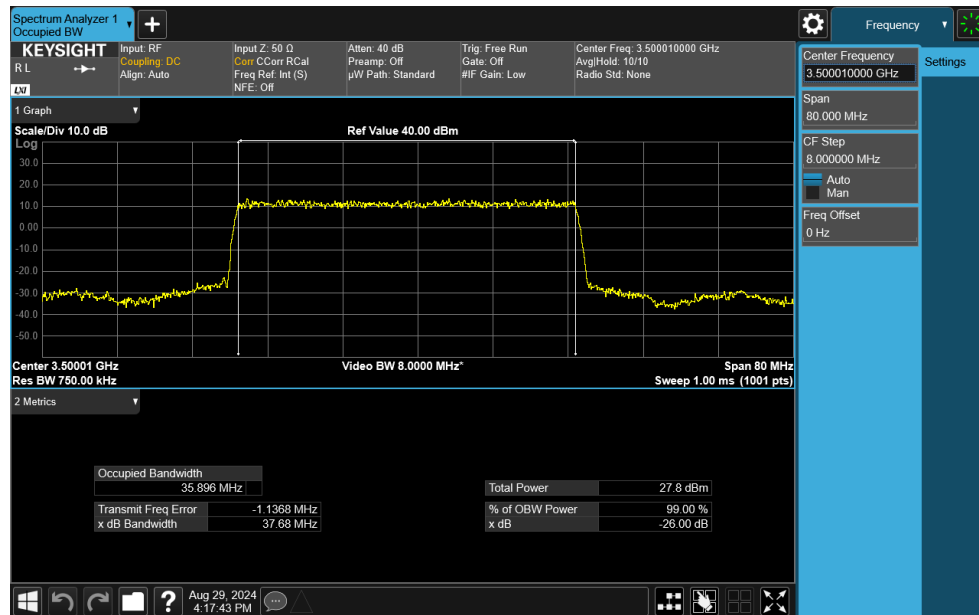 Spectrum Analyzer 1
Occupied BW
Frequency
KEYSIGHT
R L
LXI
Input: RF
Coupling: DC
Align: Auto
Input Z: 50 Ω
Corr CCorr RCal
Freq Ref: Int (S)
NFE: Off
Atten: 40 dB
Preamp: Off
µW Path: Standard
Trig: Free Run
Gate: Off
#IF Gain: Low
Center Freq: 3.500010000 GHz
Avg|Hold: 10/10
Radio Std: None
Center Frequency
3.500010000 GHz
Settings
Span
80.000 MHz
CF Step
8.000000 MHz
Auto
Man
Freq Offset
0 Hz
1 Graph
Scale/Div 10.0 dB
Ref Value 40.00 dBm
Log
30.0
20.0
10.0
0.00
-10.0
-20.0
-30.0
-40.0
-50.0
Center 3.50001 GHz
Video BW 8.0000 MHz*
Span 80 MHz
Res BW 750.00 kHz
Sweep 1.00 ms (1001 pts)
2 Metrics
Occupied Bandwidth
35.896 MHz
Total Power 27.8 dBm
Transmit Freq Error -1.1368 MHz
% of OBW Power 99.00 %
x dB Bandwidth 37.68 MHz
x dB -26.00 dB
Aug 29, 2024
4:17:43 PM